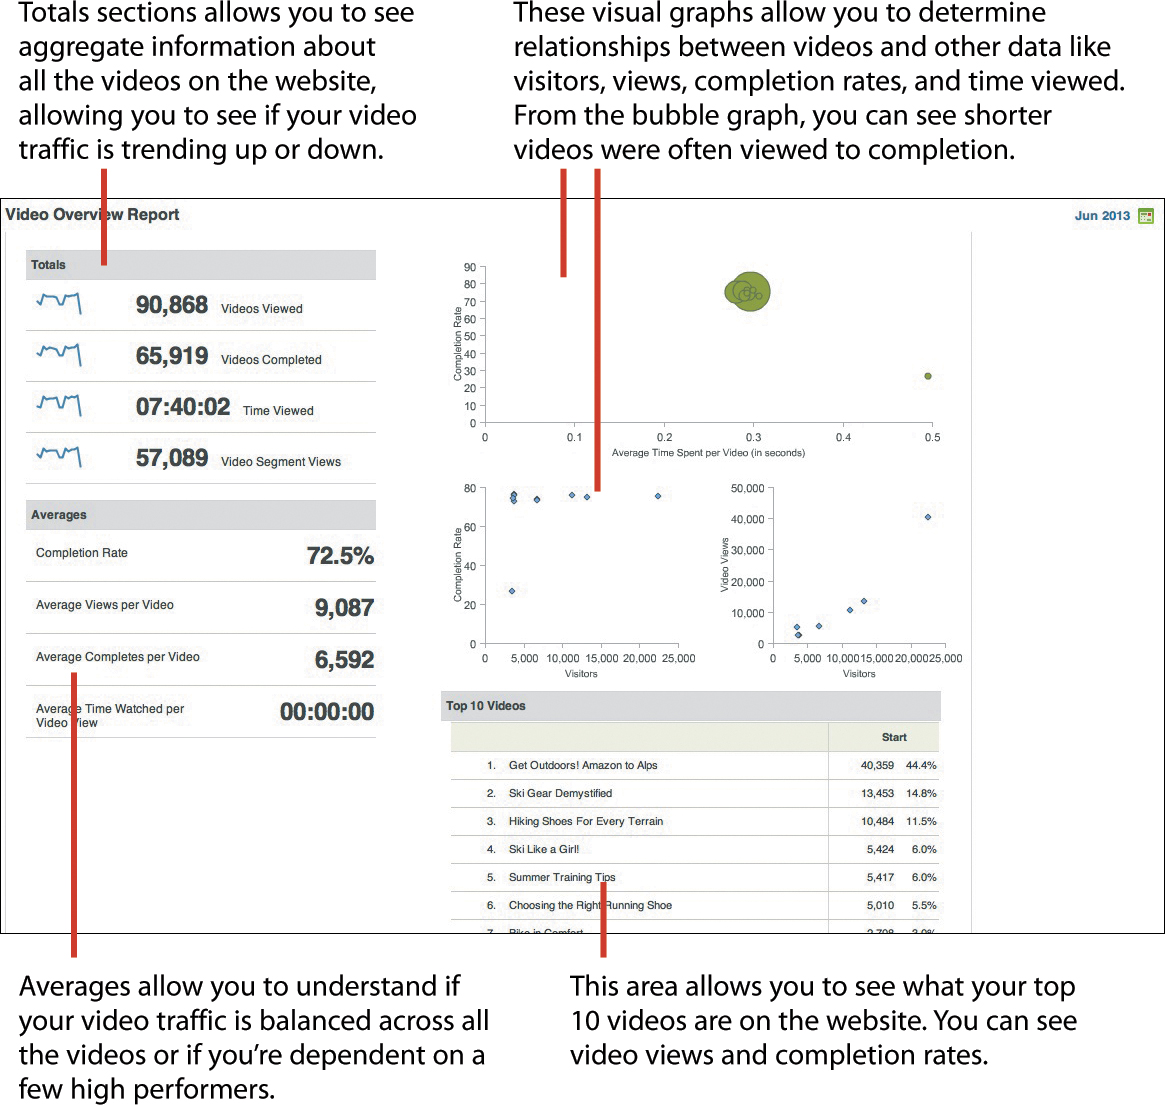 Totals sections allows you to see
aggregate information about
all the videos on the website,
allowing you to see if your video
traffic is trending up or down.
These visual graphs allow you to determine
relationships between videos and other data like
visitors, views, completion rates, and time viewed.
From the bubble graph, you can see shorter
videos were often viewed to completion.
Video Overview Report
Jun 2013
Totals
90,868 Videos Viewed
65,919 Videos Completed
07:40:02 Time Viewed
57,089 Video Segment Views
Averages
Completion Rate 72.5%
Average Views per Video 9,087
Average Completes per Video 6,592
Average Time Watched per
Video View
00:00:00
Completion Rate
90
80
70
60
50
40
30
20
10
0
0 0.1 0.2 0.3 0.4 0.5
Average Time Spent per Video (in seconds)
Completion Rate
80
60
40
20
0
0 5,000 10,000 15,000 20,000 25,000
Visitors
Video Views
50,000
40,000
30,000
20,000
10,000
0
0 5,000 10,000 15,000 20,000 25,000
Visitors
Top 10 Videos
Start
1. Get Outdoors! Amazon to Alps 40,359 44.4%
2. Ski Gear Demystified 13,453 14.8%
3. Hiking Shoes For Every Terrain 10,484 11.5%
4. Ski Like a Girl! 5,424 6.0%
5. Summer Training Tips 5,417 6.0%
6. Choosing the Right Running Shoe 5,010 5.5%
7. Bike in Comfort
Averages allow you to understand if
your video traffic is balanced across all
the videos or if you’re dependent on a
few high performers.
This area allows you to see what your top
10 videos are on the website. You can see
video views and completion rates.